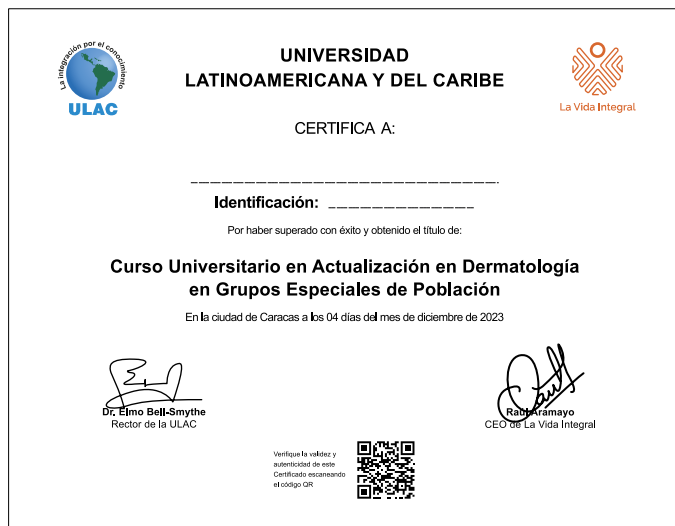 La integración por el conocimiento
ULAC
UNIVERSIDAD
LATINOAMERICANA Y DEL CARIBE
La Vida Integral
CERTIFICA A:
Identificación:
Por haber superado con éxito y obtenido el título de:
Curso Universitario en Actualización en Dermatología
en Grupos Especiales de Población
En la ciudad de Caracas a los 04 días del mes de diciembre de 2023
Dr. Elmo Bell-Smythe
Rector de la ULAC
Raúl Aramayo
CEO de La Vida Integral
Verifique la validez y
autenticidad de este
Certificado escaneando
el código QR